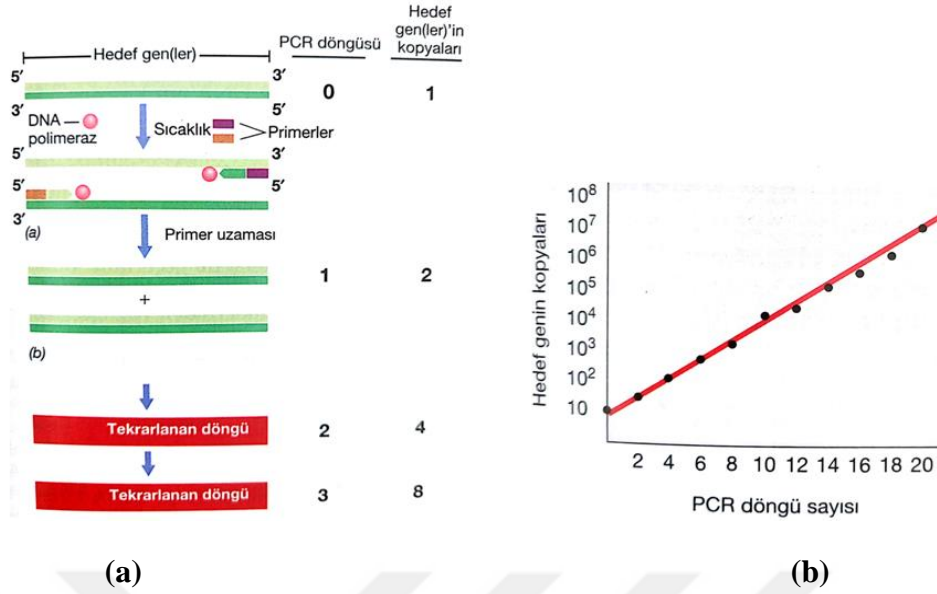 Hedef gen(ler)
PCR döngüsü
Hedef
gen(ler)'in
kopyaları
5′
3′
3′
5′
0
1
DNA
polimeraz
Sıcaklık
Primerler
5′
3′
5′
5′
3′
(a)
Primer uzaması
1
2
+
(b)
Tekrarlanan döngü
2
4
Tekrarlanan döngü
3
8
(a)
Hedef genin kopyaları
10⁸
10⁷
10⁶
10⁵
10⁴
10³
10²
10
2 4 6 8 10 12 14 16 18 20
PCR döngü sayısı
(b)